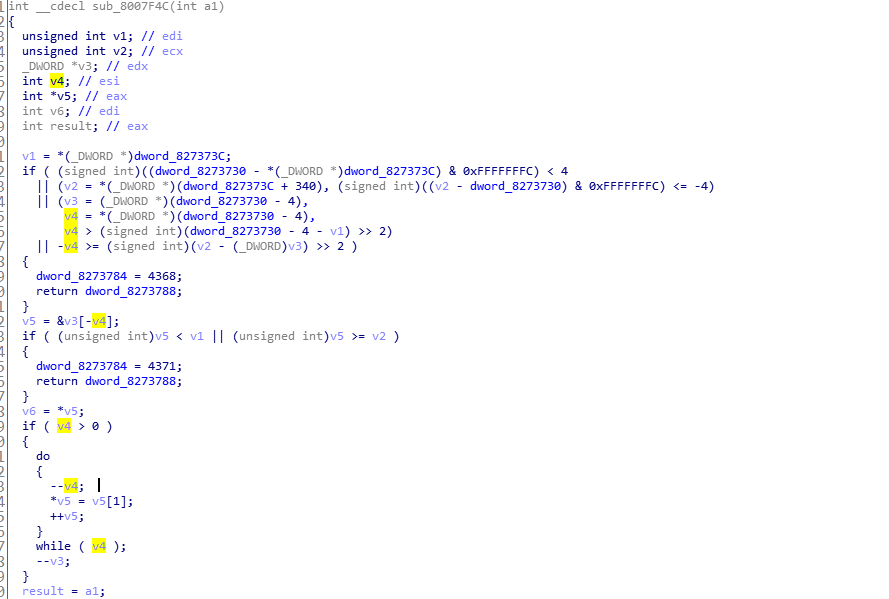 int __cdecl sub_8007F4C(int a1)
{
  unsigned int v1; // edi
  unsigned int v2; // ecx
  _DWORD *v3; // edx
  int v4; // esi
  int *v5; // eax
  int v6; // edi
  int result; // eax

  v1 = *(_DWORD *)dword_827373C;
  if ( (signed int)((dword_8273730 - *(_DWORD *)dword_827373C) & 0xFFFFFFFC) < 4
    || (v2 = *(_DWORD *)(dword_827373C + 340), (signed int)((v2 - dword_8273730) & 0xFFFFFFFC) <= -4)
    || (v3 = (_DWORD *)(dword_8273730 - 4),
        v4 = *(_DWORD *)(dword_8273730 - 4),
        v4 > (signed int)(dword_8273730 - 4 - v1) >> 2)
    || -v4 >= (signed int)(v2 - (_DWORD)v3) >> 2 )
  {
    dword_8273784 = 4368;
    return dword_8273788;
  }
  v5 = &v3[-v4];
  if ( (unsigned int)v5 < v1 || (unsigned int)v5 >= v2 )
  {
    dword_8273784 = 4371;
    return dword_8273788;
  }
  v6 = *v5;
  if ( v4 > 0 )
  {
    do
    {
      --v4;
      *v5 = v5[1];
      ++v5;
    }
    while ( v4 );
    --v3;
  }
  result = a1;